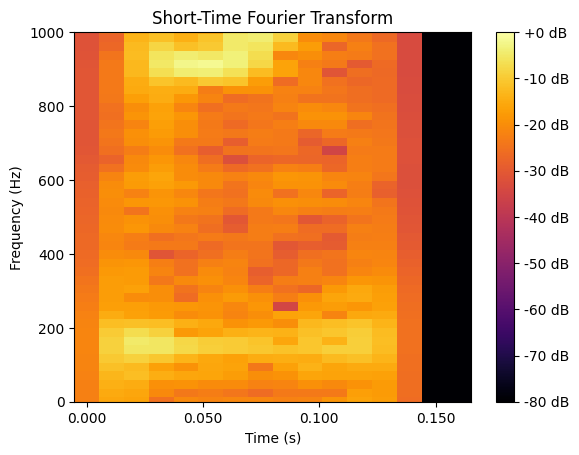 Short-Time Fourier Transform
1000
800
600
400
200
0
Frequency (Hz)
0.000
0.050
0.100
0.150
Time (s)
+0 dB
-10 dB
-20 dB
-30 dB
-40 dB
-50 dB
-60 dB
-70 dB
-80 dB